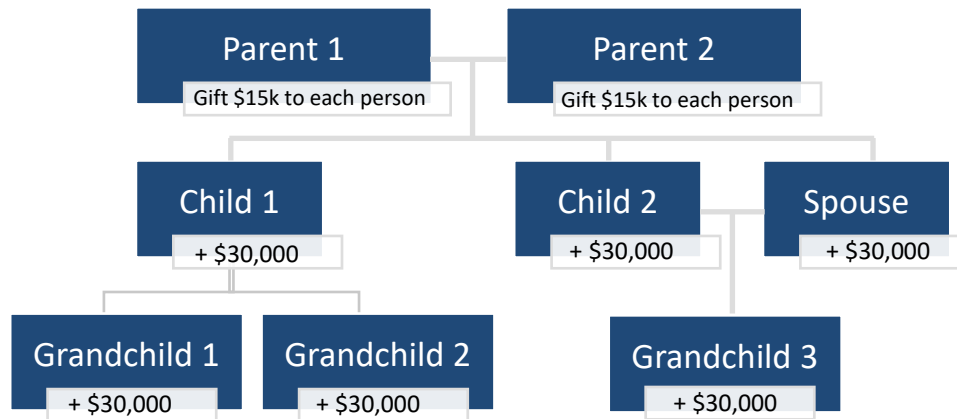 Parent 1
Parent 2
Gift $15k to each person
Gift $15k to each person
Child 1
Child 2
Spouse
+ $30,000
+ $30,000
+ $30,000
Grandchild 1
Grandchild 2
Grandchild 3
+ $30,000
+ $30,000
+ $30,000